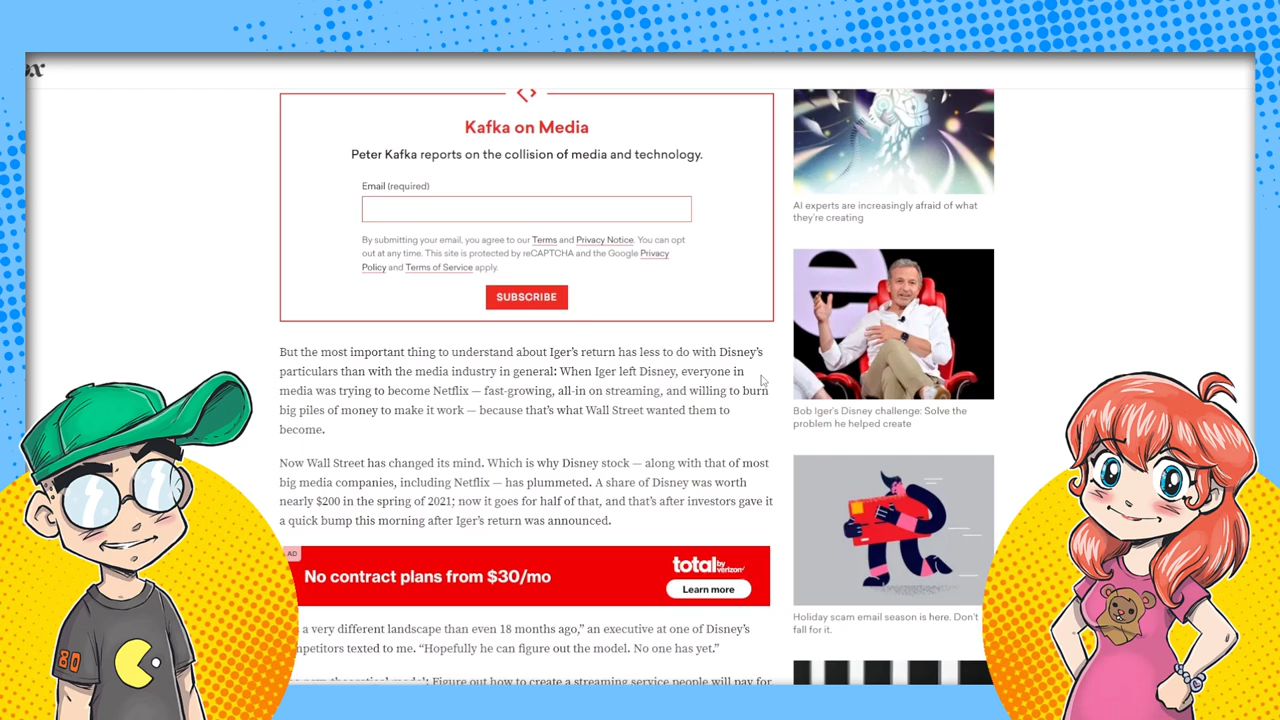 Kafka on Media
Peter Kafka reports on the collision of media and technology.
Email (required)
By submitting your email, you agree to our Terms and Privacy Notice. You can opt
out at any time. This site is protected by reCAPTCHA and the Google Privacy
Policy and Terms of Service apply.
SUBSCRIBE
But the most important thing to understand about Iger's return has less to do with Disney's
particulars than with the media industry in general: When Iger left Disney, everyone in
media was trying to become Netflix — fast-growing, all-in on streaming, and willing to burn
big piles of money to make it work — because that's what Wall Street wanted them to
become.
Now Wall Street has changed its mind. Which is why Disney stock — along with that of most
big media companies, including Netflix — has plummeted. A share of Disney was worth
nearly $200 in the spring of 2021; now it goes for half of that, and that's after investors gave it
a quick bump this morning after Iger's return was announced.
AD
No contract plans from $30/mo
total by verizon
Learn more
a very different landscape than even 18 months ago,” an executive at one of Disney's
texted to me. “Hopefully he can figure out the model. No one has yet.”
Figure out how to create a streaming service people will pay for
AI experts are increasingly afraid of what
they're creating
Bob Iger's Disney challenge: Solve the
problem he helped create
Holiday scam email season is here. Don't
fall for it.
80